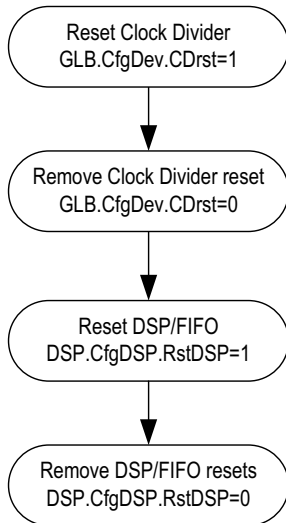 Reset Clock Divider
GLB.CfgDev.CDrst=1
Remove Clock Divider reset
GLB.CfgDev.CDrst=0
Reset DSP/FIFO
DSP.CfgDSP.RstDSP=1
Remove DSP/FIFO resets
DSP.CfgDSP.RstDSP=0